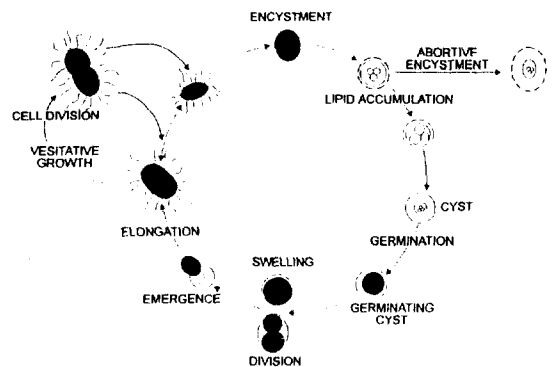 ENCYSTMENT
ABORTIVE
ENCYSTMENT
LIPID ACCUMULATION
CELL DIVISION
VESITATIVE
GROWTH
CYST
ELONGATION
GERMINATION
SWELLING
EMERGENCE
GERMINATING
CYST
DIVISION